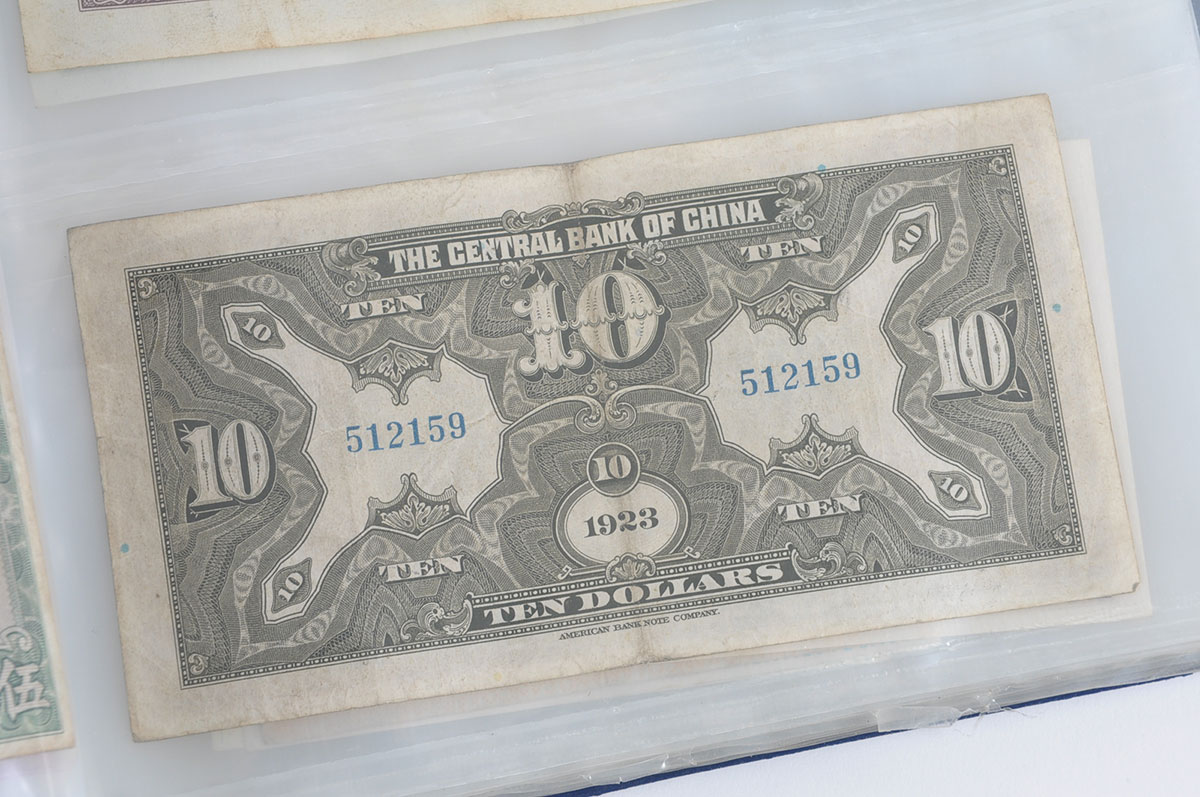 THE CENTRAL BANK OF CHINA
TEN
TEN
10
10
10
10
10
512159
512159
10
10
10
1923
TEN
TEN
TEN DOLLARS
AMERICAN BANK NOTE COMPANY.
伍